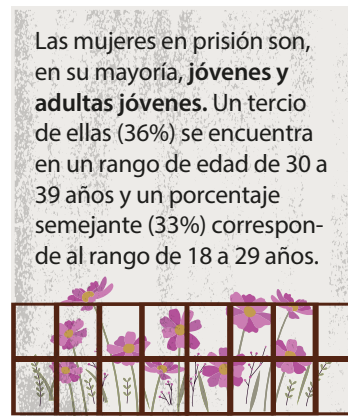 Las mujeres en prisión son,
en su mayoría, jóvenes y
adultas jóvenes. Un tercio
de ellas (36%) se encuentra
en un rango de edad de 30 a
39 años y un porcentaje
semejante (33%) correspon-
de al rango de 18 a 29 años.